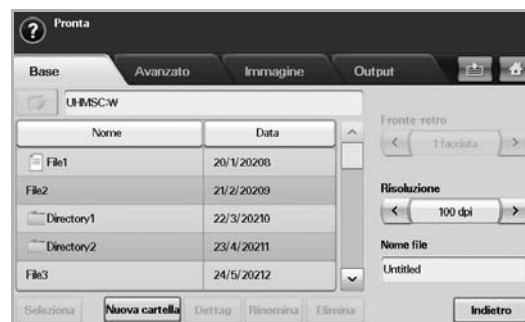 ?
Pronta
Base Avanzato Immagine Output
UHMSC:W
Nome Data
File1 20/1/20208
File2 21/2/20209
Directory1 22/3/20210
Directory2 23/4/20211
File3 24/5/20212
Fronte-retro
< 1 facciata >
Risoluzione
< 100 dpi >
Nome file
Untitled
Seleziona Nuova cartella Dettag Rinomina Elimina Indietro